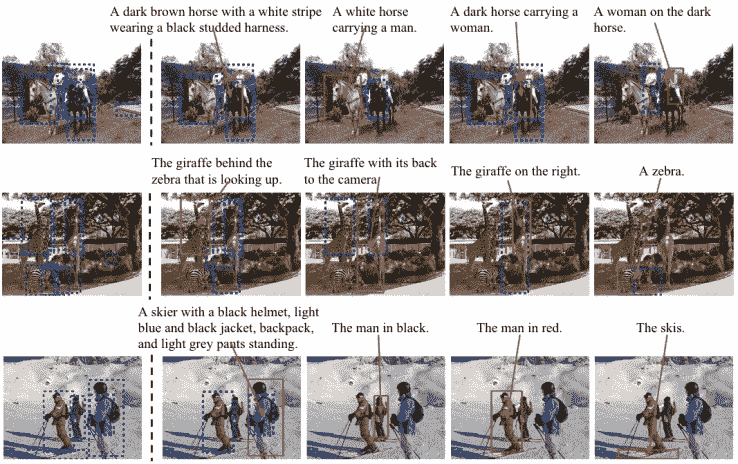 A dark brown horse with a white stripe
wearing a black studded harness.
A white horse
carrying a man.
A dark horse carrying a
woman.
A woman on the dark
horse.
The giraffe behind the
zebra that is looking up.
The giraffe with its back
to the camera
The giraffe on the right.
A zebra.
A skier with a black helmet, light
blue and black jacket, backpack,
and light grey pants standing.
The man in black.
The man in red.
The skis.